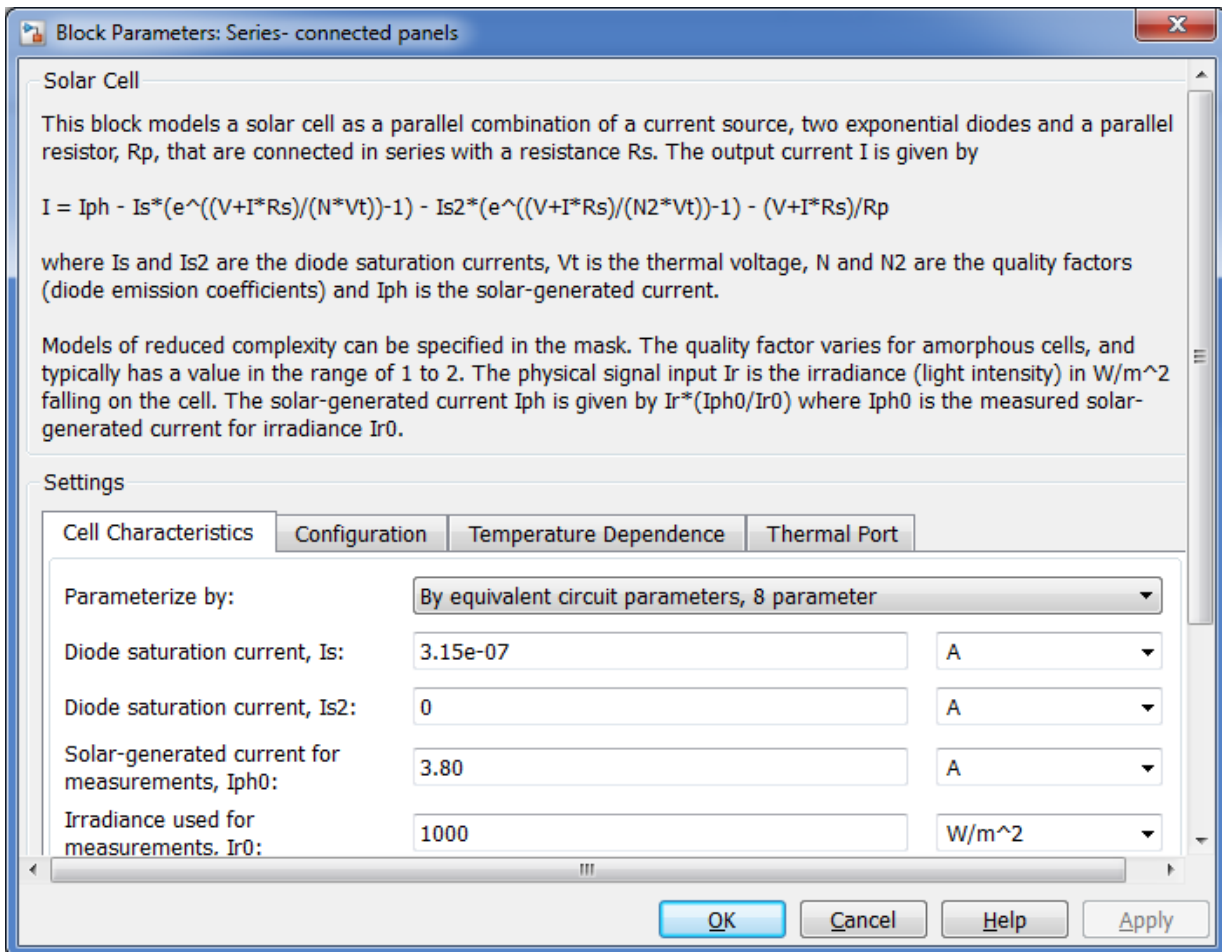 Block Parameters: Series- connected panels
Solar Cell
This block models a solar cell as a parallel combination of a current source, two exponential diodes and a parallel
resistor, Rp, that are connected in series with a resistance Rs. The output current I is given by
I = Iph - Is*(e^((V+I*Rs)/(N*Vt))-1) - Is2*(e^((V+I*Rs)/(N2*Vt))-1) - (V+I*Rs)/Rp
where Is and Is2 are the diode saturation currents, Vt is the thermal voltage, N and N2 are the quality factors
(diode emission coefficients) and Iph is the solar-generated current.
Models of reduced complexity can be specified in the mask. The quality factor varies for amorphous cells, and
typically has a value in the range of 1 to 2. The physical signal input Ir is the irradiance (light intensity) in W/m^2
falling on the cell. The solar-generated current Iph is given by Ir*(Iph0/Ir0) where Iph0 is the measured solar-
generated current for irradiance Ir0.
Settings
Cell Characteristics Configuration Temperature Dependence Thermal Port
Parameterize by: By equivalent circuit parameters, 8 parameter
Diode saturation current, Is: 3.15e-07 A
Diode saturation current, Is2: 0 A
Solar-generated current for
measurements, Iph0: 3.80 A
Irradiance used for
measurements, Ir0: 1000 W/m^2
OK Cancel Help Apply